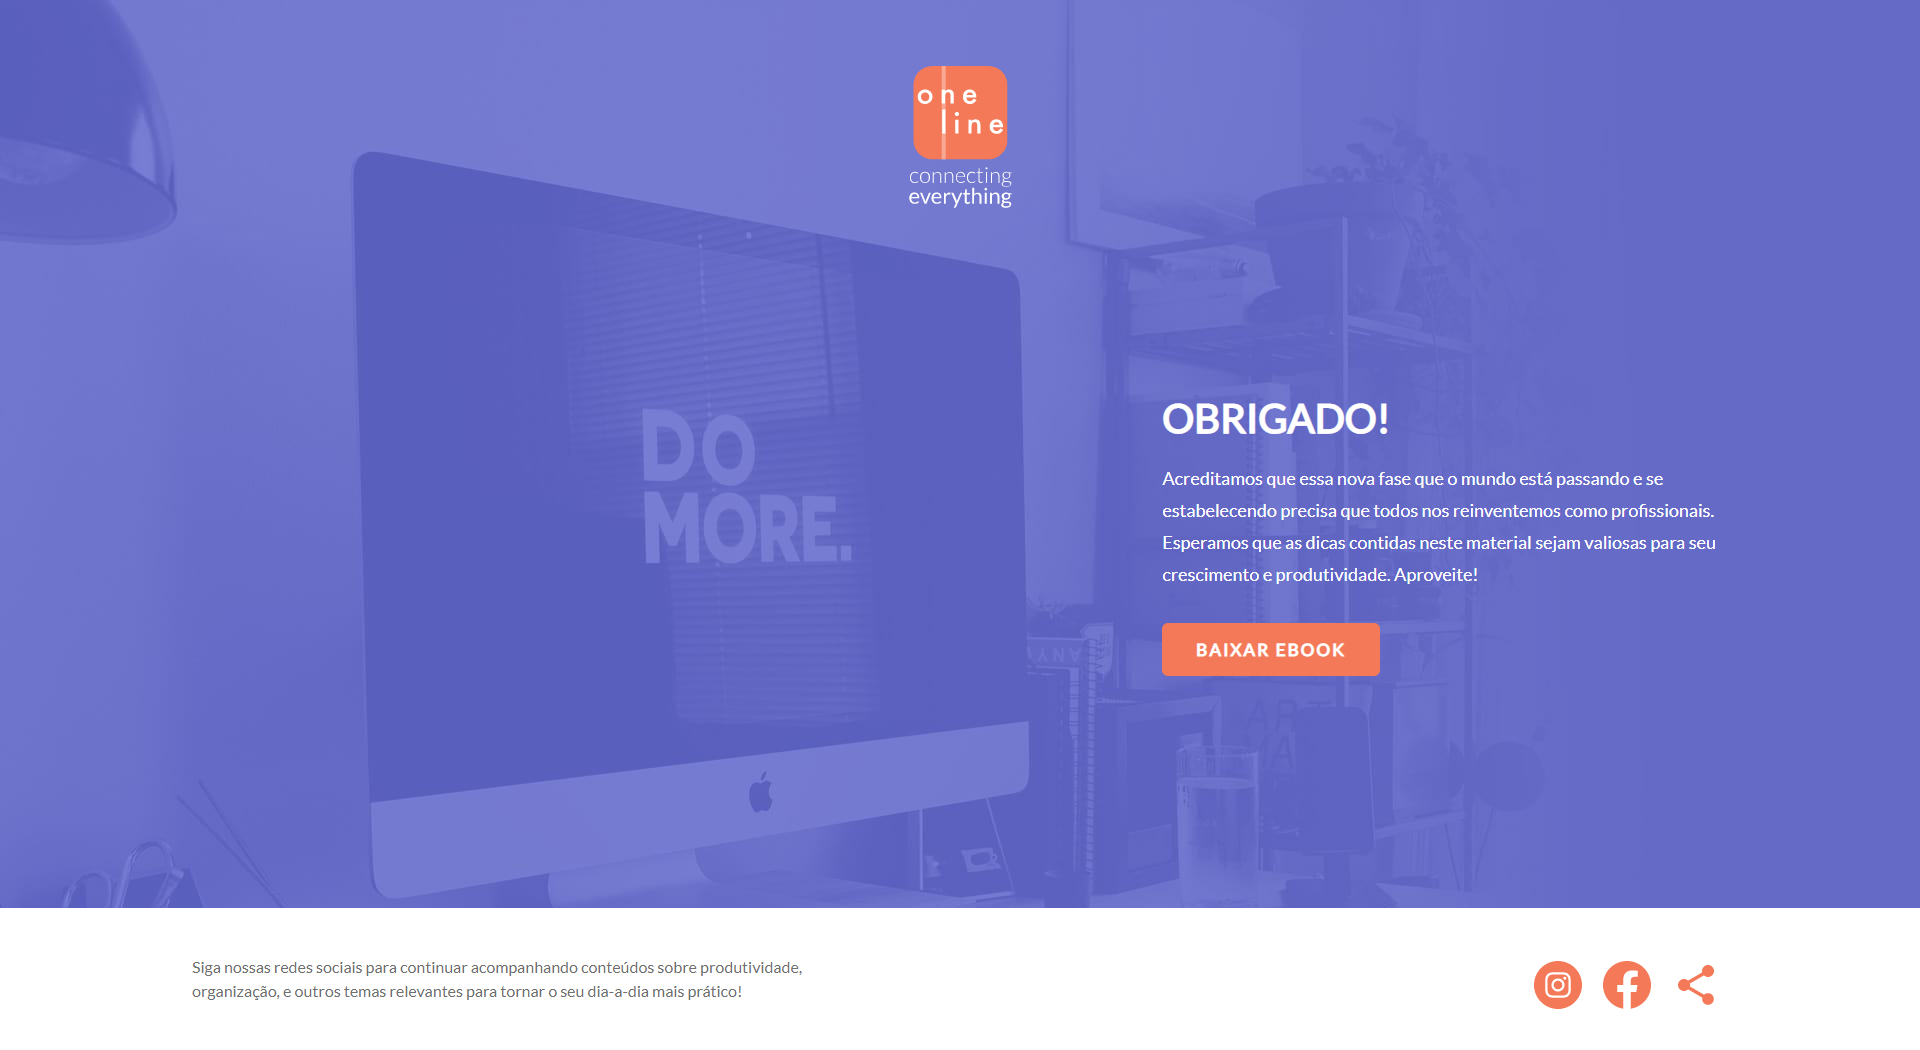 one
line
connecting
everything
DO
MORE.
OBRIGADO!
Acreditamos que essa nova fase que o mundo está passando e se
estabelecendo precisa que todos nos reinventemos como profissionais.
Esperamos que as dicas contidas neste material sejam valiosas para seu
crescimento e produtividade. Aproveite!
BAIXAR EBOOK
Siga nossas redes sociais para continuar acompanhando conteúdos sobre produtividade,
organização, e outros temas relevantes para tornar o seu dia-a-dia mais prático!